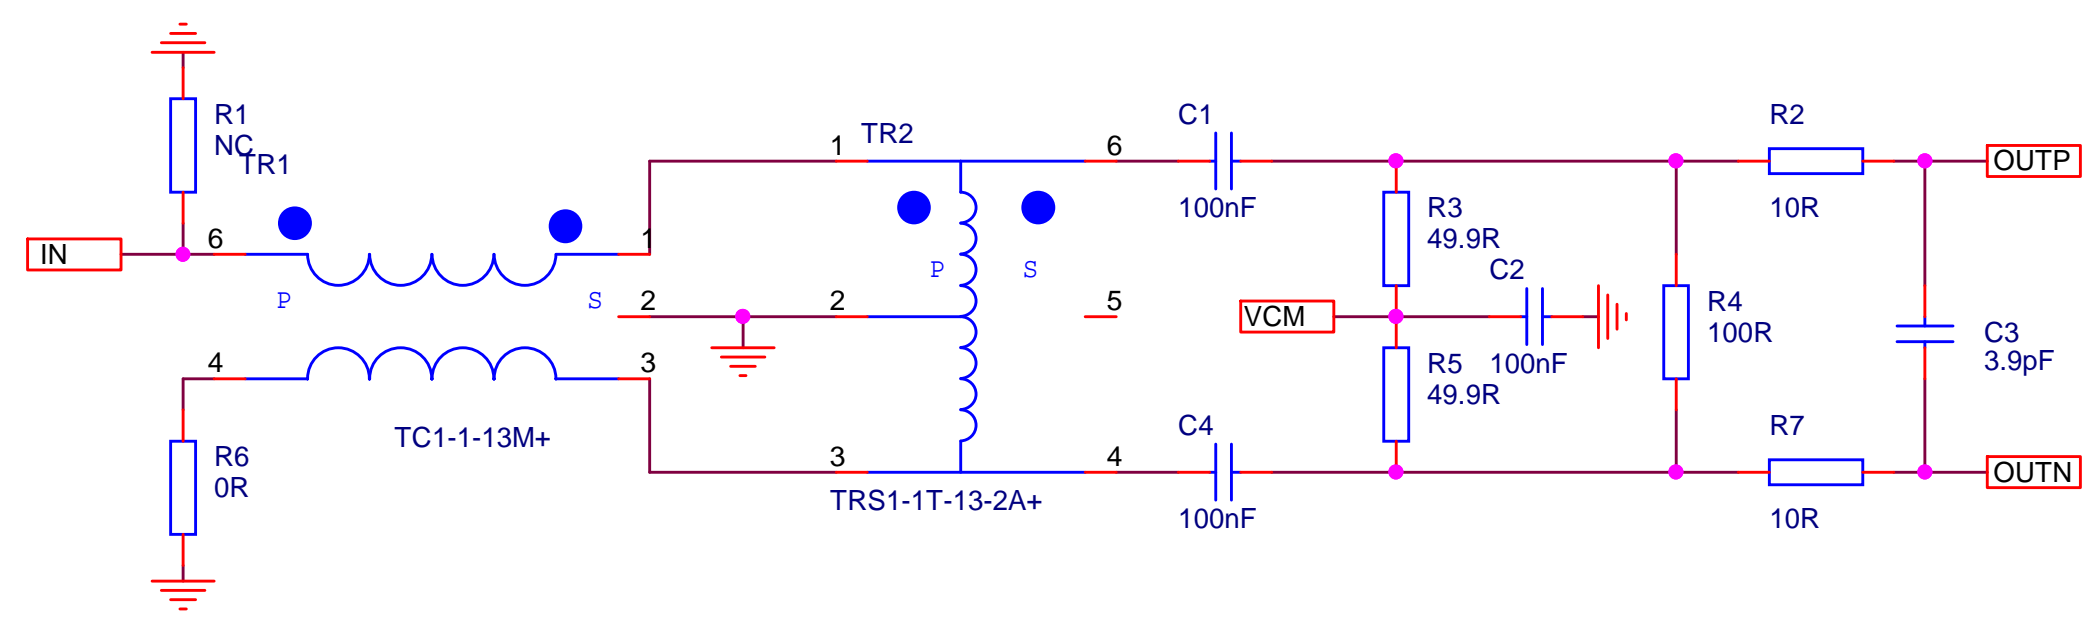 R1
NC
TR1
IN
6
1
P
S
2
4
3
R6
0R
TC1-1-13M+
1
TR2
6
P
S
2
5
3
4
TRS1-1T-13-2A+
C1
100nF
R3
49.9R
VCM
C2
100nF
R5
49.9R
C4
100nF
R4
100R
R2
10R
OUTP
C3
3.9pF
R7
10R
OUTN